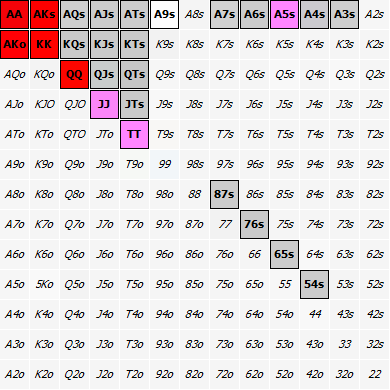 AA AKs AQs AJs ATs A9s A8s A7s A6s A5s A4s A3s A2s
AKo KK KQs KJs KTs K9s K8s K7s K6s K5s K4s K3s K2s
AQo KQo QQ QJs QTs Q9s Q8s Q7s Q6s Q5s Q4s Q3s Q2s
AJo KJO QJO JJ JTs J9s J8s J7s J6s J5s J4s J3s J2s
ATo KTo QTO JTo TT T9s T8s T7s T6s T5s T4s T3s T2s
A9o K9o Q9o J9o T9o 99 98s 97s 96s 95s 94s 93s 92s
A8o K8o Q8o J8o T8o 98o 88 87s 86s 85s 84s 83s 82s
A7o K7o Q7o J7o T7o 97o 87o 77 76s 75s 74s 73s 72s
A6o K6o Q6o J6o T6o 96o 86o 76o 66 65s 64s 63s 62s
A5o 5Ko Q5o J5o T5o 95o 85o 75o 65o 55 54s 53s 52s
A4o K4o Q4o J4o T4o 94o 84o 74o 64o 54o 44 43s 42s
A3o K3o Q3o J3o T3o 93o 83o 73o 63o 53o 43o 33 32s
A2o K2o Q2o J2o T2o 92o 82o 72o 62o 52o 42o 32o 22